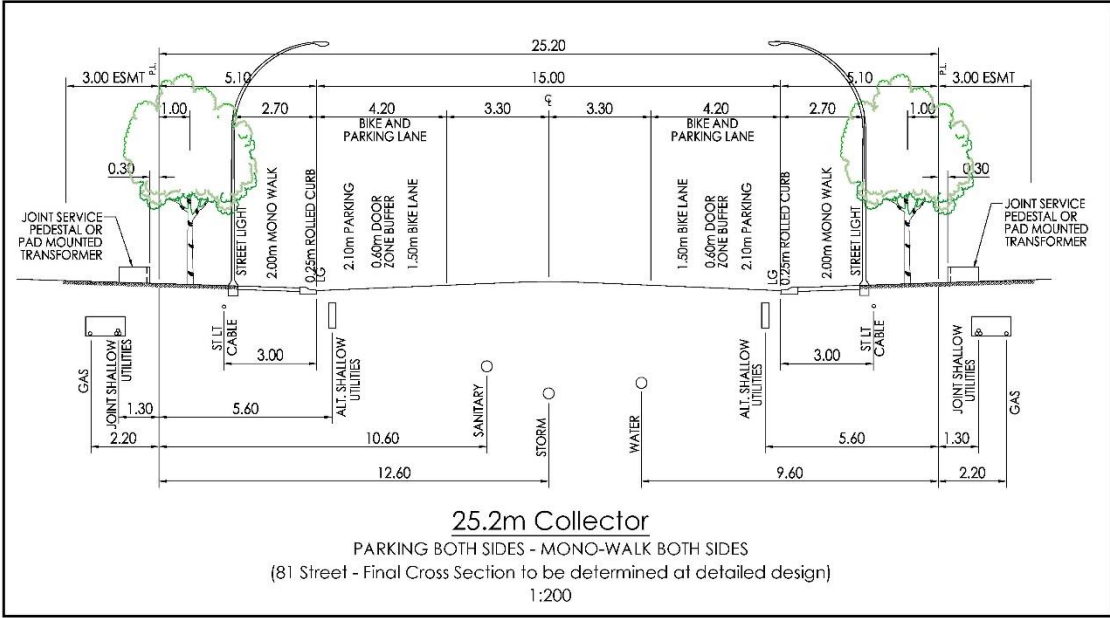 25.20
3.00 ESMT
P.L.
5.10
15.00
5.10
P.L.
3.00 ESMT
1.00
2.70
4.20
3.30
℄
3.30
4.20
2.70
1.00
BIKE AND
PARKING LANE
BIKE AND
PARKING LANE
0.30
0.30
JOINT SERVICE
PEDESTAL OR
PAD MOUNTED
TRANSFORMER
STREET LIGHT
2.00m MONO WALK
0.25m ROLLED CURB
LG
2.10m PARKING
0.60m DOOR
ZONE BUFFER
1.50m BIKE LANE
1.50m BIKE LANE
0.60m DOOR
ZONE BUFFER
2.10m PARKING
LG
0.25m ROLLED CURB
2.00m MONO WALK
STREET LIGHT
JOINT SERVICE
PEDESTAL OR
PAD MOUNTED
TRANSFORMER
GAS
JOINT SHALLOW
UTILITIES
ST LT
CABLE
3.00
ALT. SHALLOW
UTILITIES
SANITARY
STORM
WATER
ALT. SHALLOW
UTILITIES
3.00
ST LT
CABLE
JOINT SHALLOW
UTILITIES
GAS
1.30
5.60
5.60
1.30
2.20
10.60
2.20
12.60
9.60
25.2m Collector
PARKING BOTH SIDES - MONO-WALK BOTH SIDES
(81 Street - Final Cross Section to be determined at detailed design)
1:200